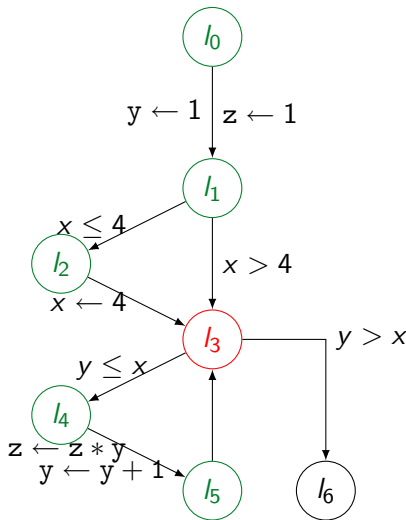 l0
y ← 1 z ← 1
l1
x ≤ 4
l2
x > 4
x ← 4
l3
y > x
y ≤ x
l4
z ← z * y
y ← y + 1
l5
l6